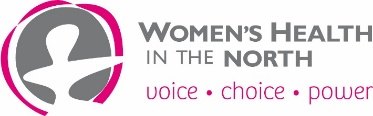 WOMEN'S HEALTH
IN THE NORTH
voice • choice • power